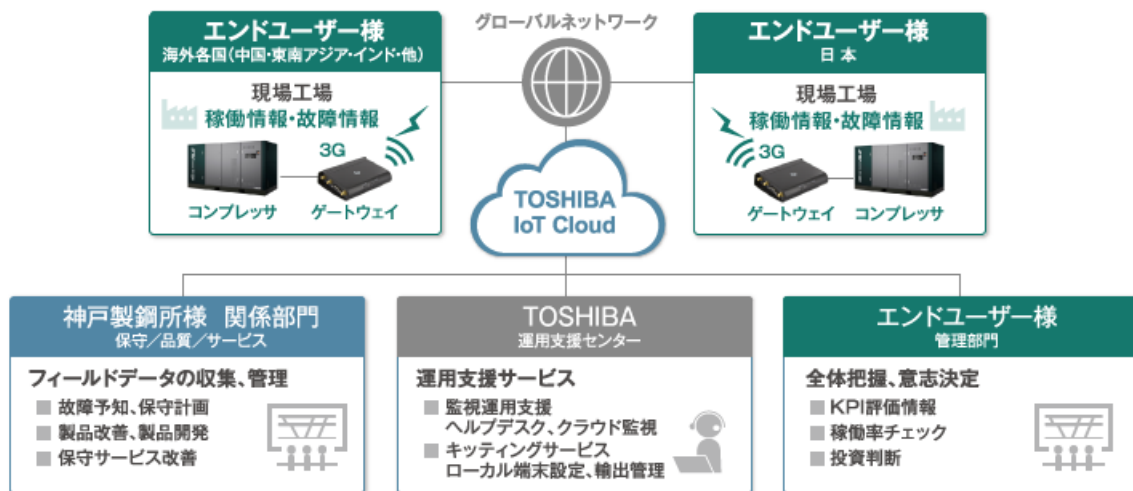 グローバルネットワーク
エンドユーザー様
海外各国(中国・東南アジア・インド・他)
現場工場
稼働情報・故障情報
3G
コンプレッサ
ゲートウェイ
エンドユーザー様
日本
現場工場
稼働情報・故障情報
3G
ゲートウェイ
コンプレッサ
TOSHIBA
IoT Cloud
神戸製鋼所様 関係部門
保守/品質/サービス
フィールドデータの収集、管理
故障予知、保守計画
製品改善、製品開発
保守サービス改善
TOSHIBA
運用支援センター
運用支援サービス
監視運用支援
ヘルプデスク、クラウド監視
キッティングサービス
ローカル端末設定、輸出管理
エンドユーザー様
管理部門
全体把握、意志決定
KPI評価情報
稼働率チェック
投資判断